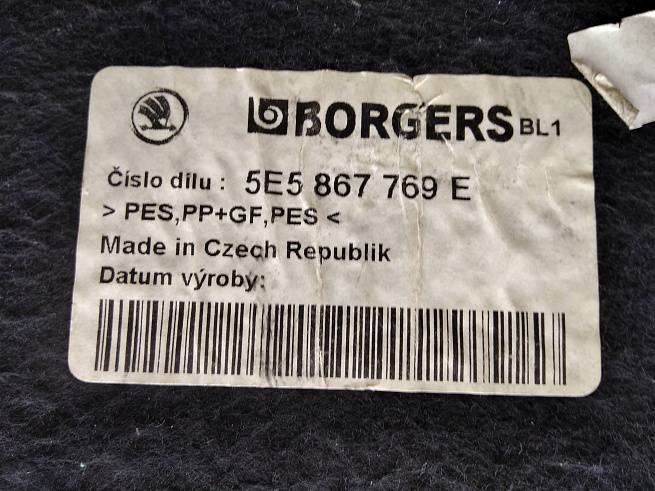 BORGERS BL1
Číslo dílu : 5E5 867 769 E
> PES,PP+GF,PES <
Made in Czech Republik
Datum výroby: